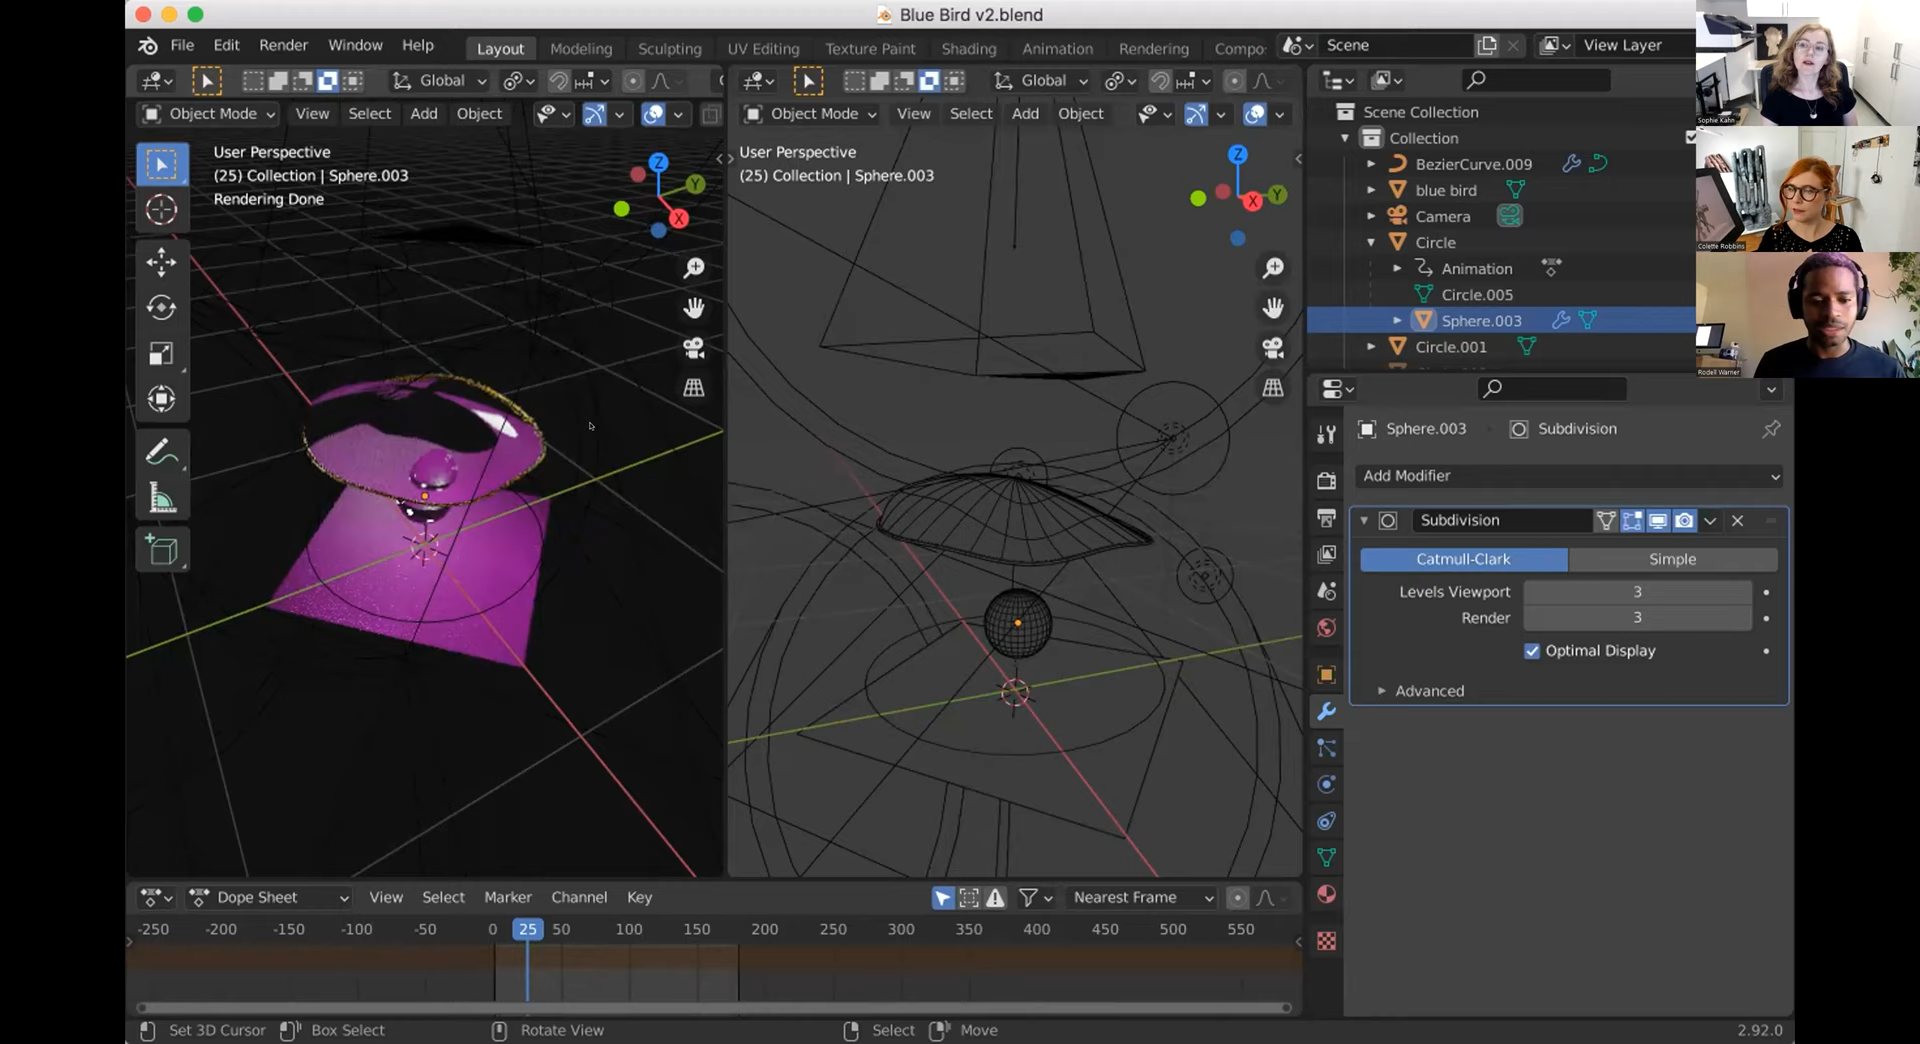 Blue Bird v2.blend
File Edit Render Window Help Layout Modeling Sculpting UV Editing Texture Paint Shading Animation Rendering Compo Scene View Layer
Global Global
Object Mode View Select Add Object Object Mode View Select Add Object
User Perspective
(25) Collection | Sphere.003
Rendering Done
Z
Y
X
User Perspective
(25) Collection | Sphere.003
Z
Y
X
Scene Collection
Collection
BezierCurve.009
blue bird
Camera
Circle
Animation
Circle.005
Sphere.003
Circle.001
Sophie Kahn
Colette Robbins
Rodell Warner
Sphere.003 Subdivision
Add Modifier
Subdivision
Catmull-Clark Simple
Levels Viewport 3
Render 3
Optimal Display
Advanced
Dope Sheet View Select Marker Channel Key Nearest Frame
-250 -200 -150 -100 -50 0 25 50 100 150 200 250 300 350 400 450 500 550
Set 3D Cursor Box Select Rotate View Select Move 2.92.0